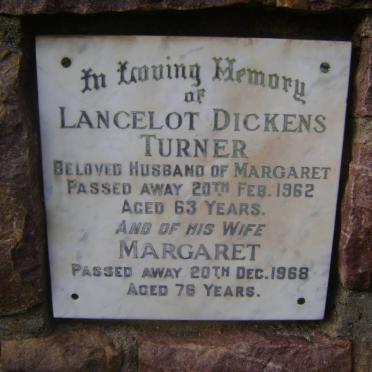 In Loving Memory
of
LANCELOT DICKENS
TURNER
BELOVED HUSBAND OF MARGARET
PASSED AWAY 20TH FEB. 1962
AGED 63 YEARS.
AND OF HIS WIFE
MARGARET
PASSED AWAY 20TH DEC. 1968
AGED 76 YEARS.